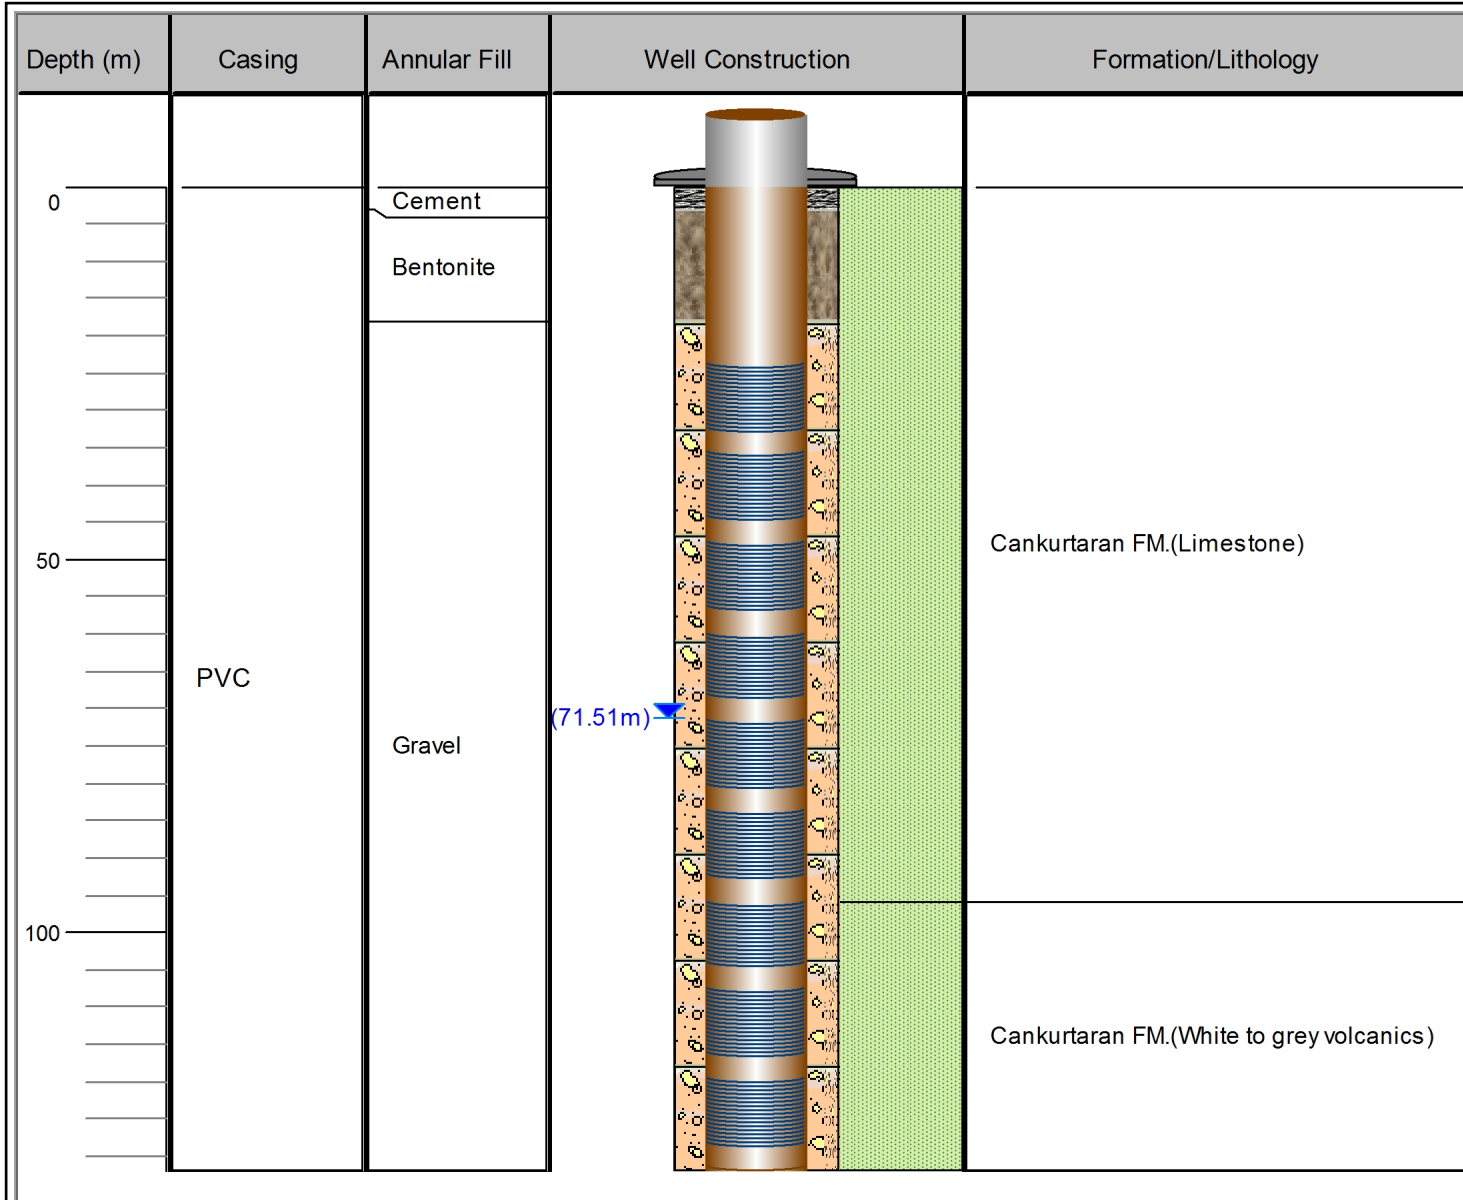 Depth (m) Casing Annular Fill Well Construction Formation/Lithology
0
Cement
Bentonite
50
Cankurtaran FM.(Limestone)
PVC
(71.51m)
Gravel
100
Cankurtaran FM.(White to grey volcanics)